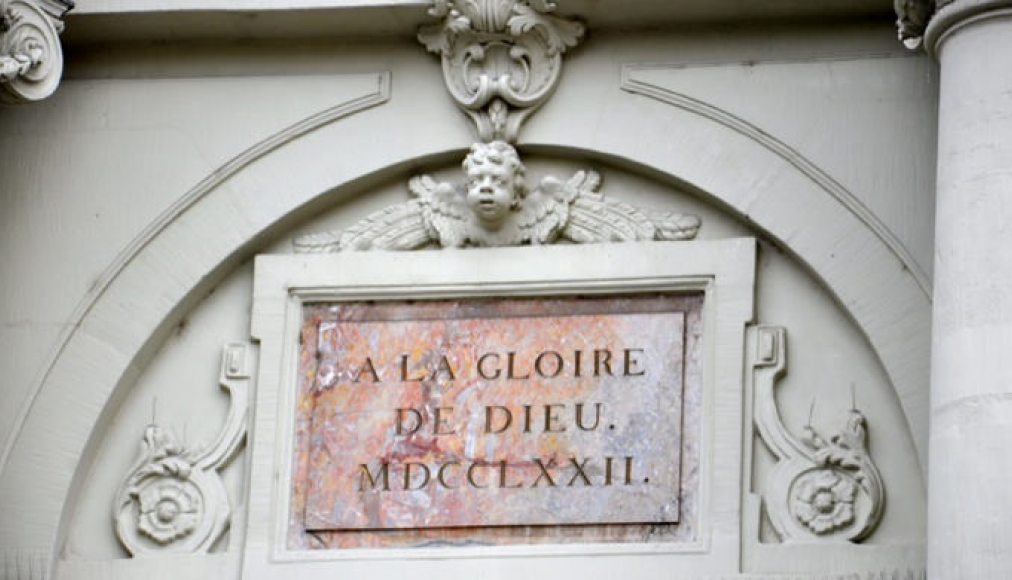 A LA GLOIRE
DE DIEU.
MDCCLXXII.